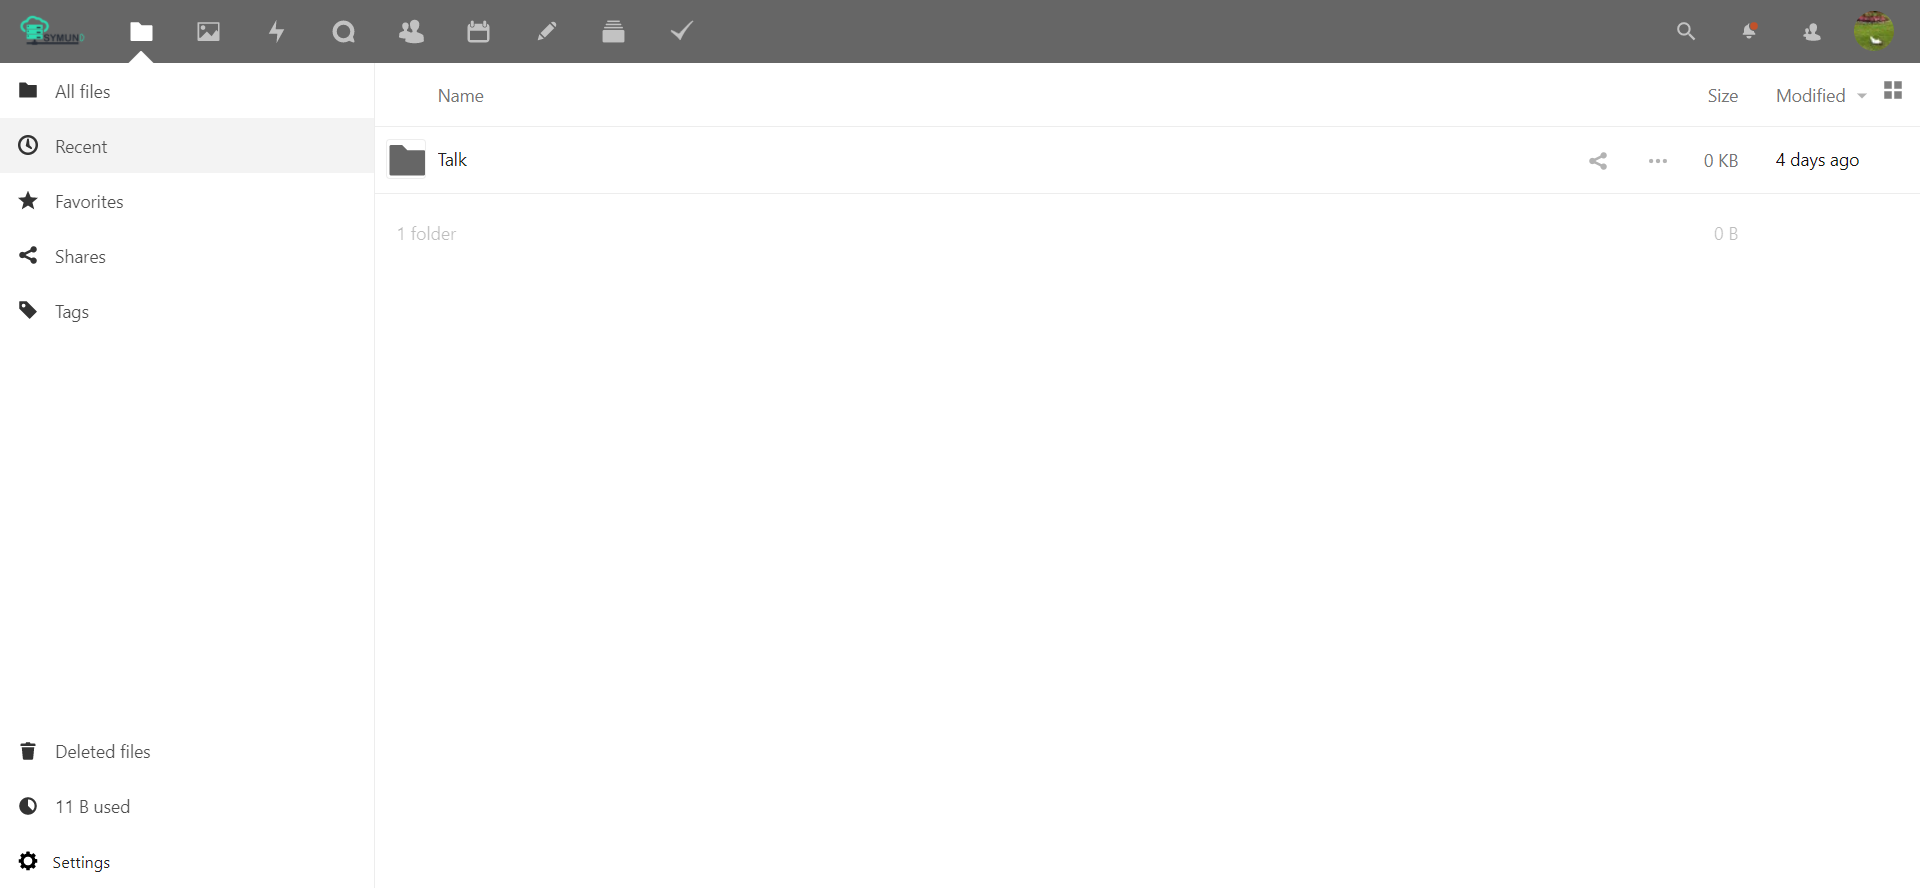 SYMUND
All files
Recent
Favorites
Shares
Tags
Deleted files
11 B used
Settings
Name Size Modified
Talk 0 KB 4 days ago
1 folder 0 B